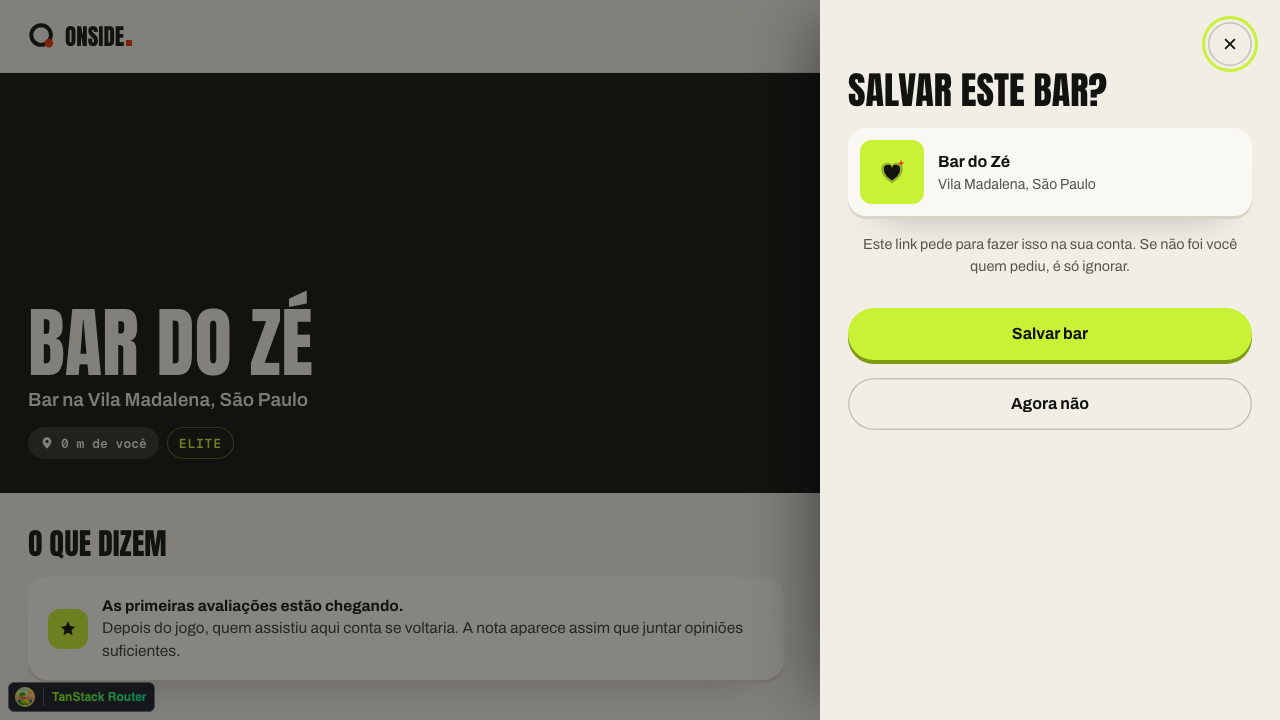 ONSIDE.
BAR DO ZÉ
Bar na Vila Madalena, São Paulo
0 m de você
ELITE
O QUE DIZEM
As primeiras avaliações estão chegando.
Depois do jogo, quem assistiu aqui conta se voltaria. A nota aparece assim que juntar opiniões
suficientes.
TanStack Router
SALVAR ESTE BAR?
Bar do Zé
Vila Madalena, São Paulo
Este link pede para fazer isso na sua conta. Se não foi você
quem pediu, é só ignorar.
Salvar bar
Agora não